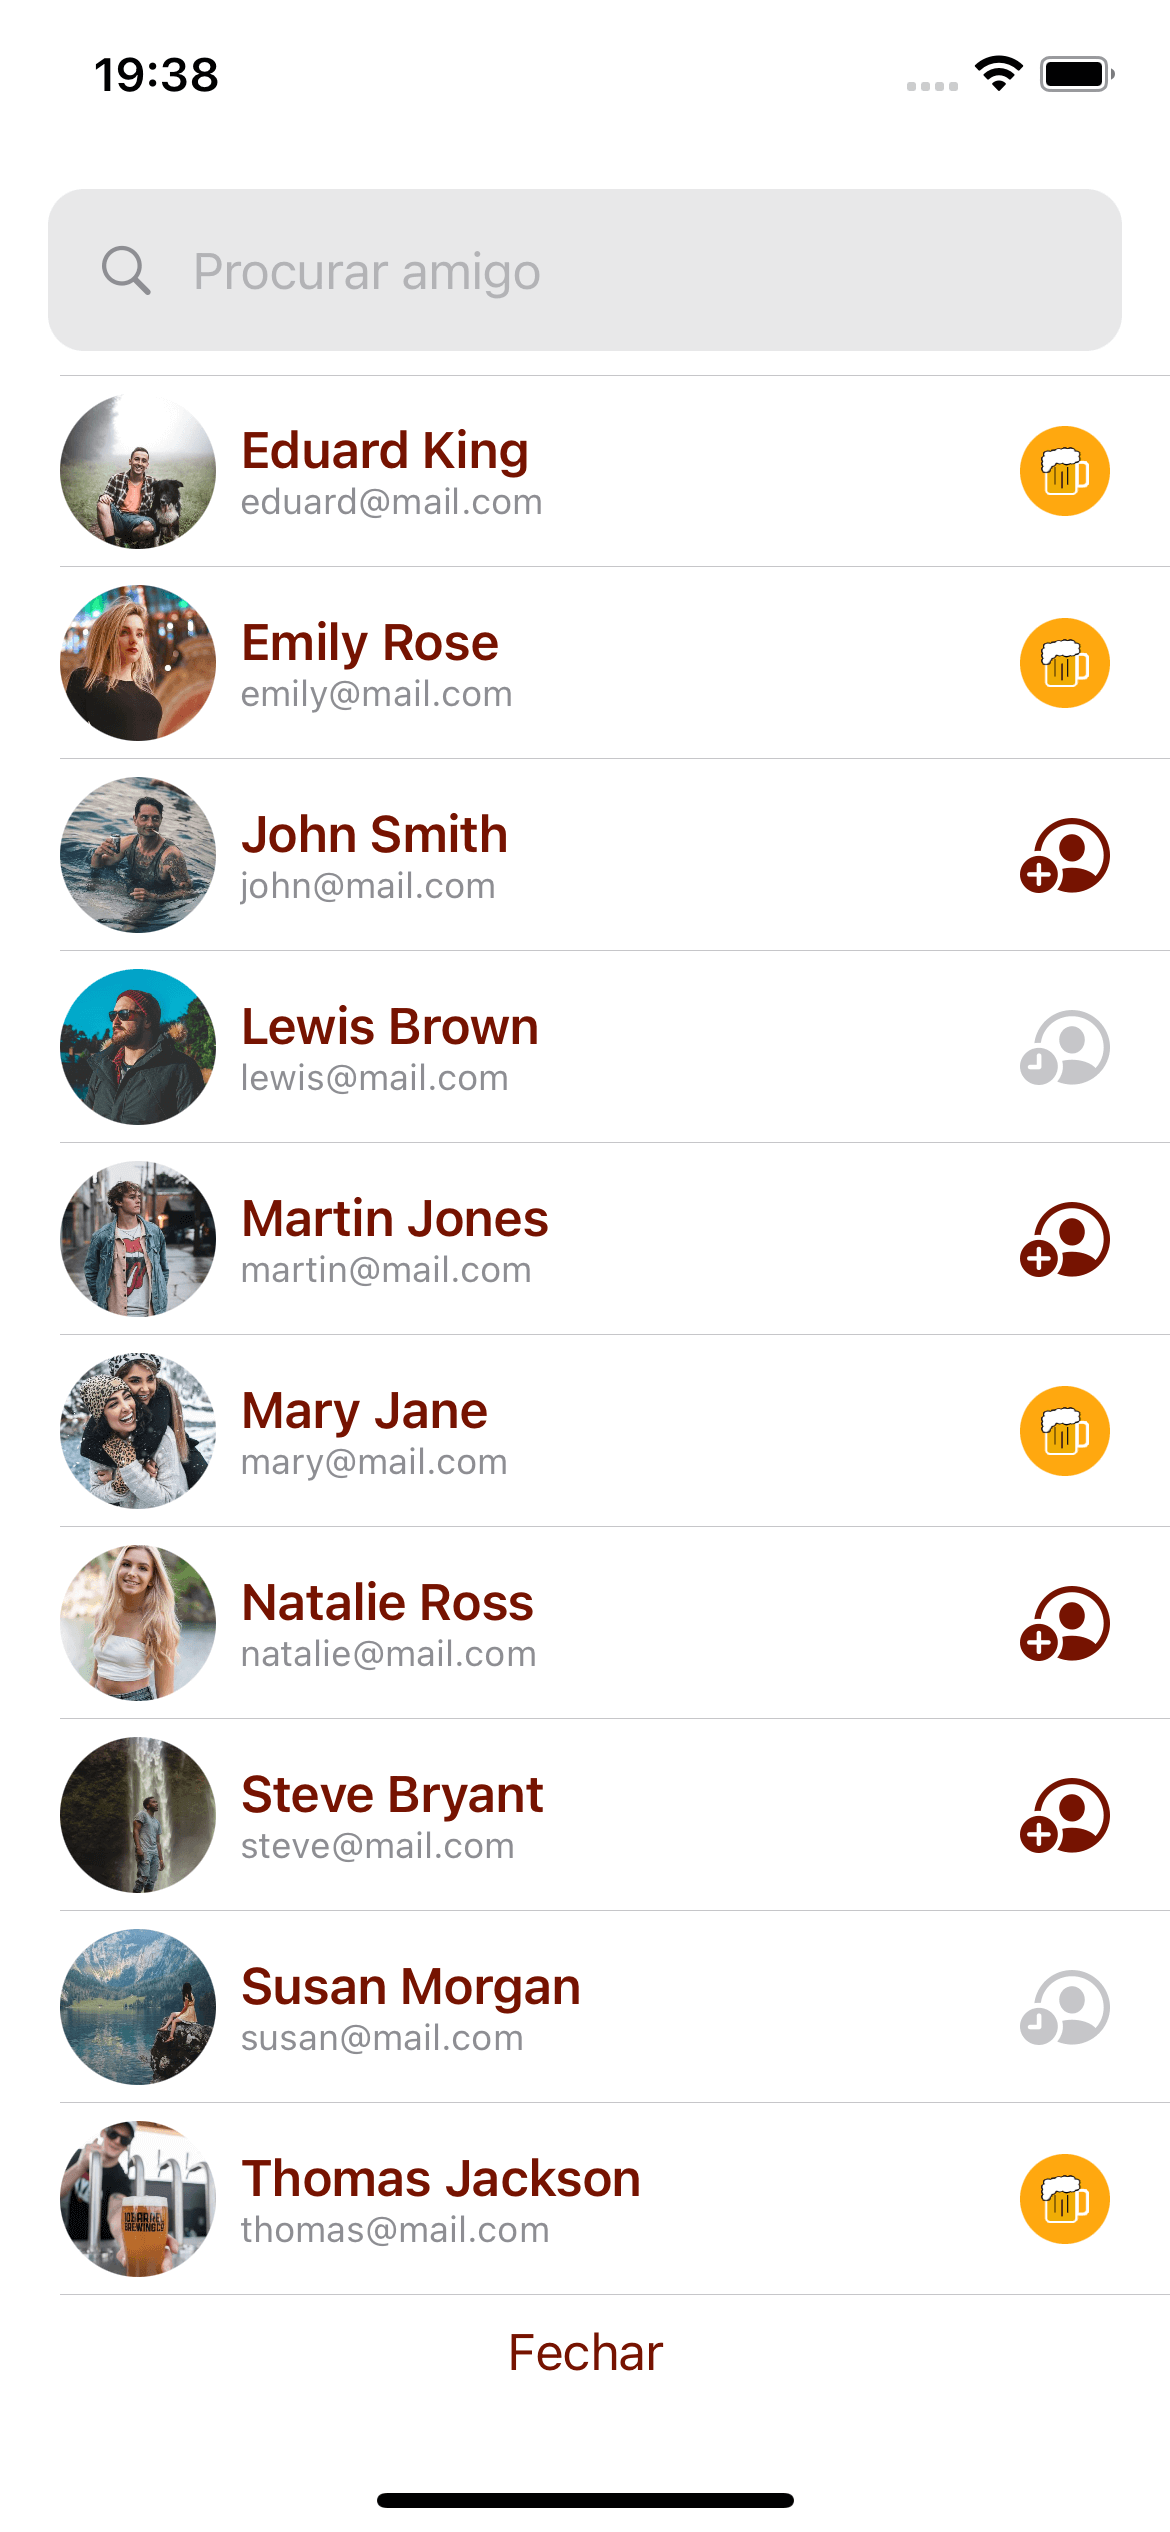 19:38
Procurar amigo
Eduard King
eduard@mail.com
Emily Rose
emily@mail.com
John Smith
john@mail.com
Lewis Brown
lewis@mail.com
Martin Jones
martin@mail.com
Mary Jane
mary@mail.com
Natalie Ross
natalie@mail.com
Steve Bryant
steve@mail.com
Susan Morgan
susan@mail.com
Thomas Jackson
thomas@mail.com
Fechar